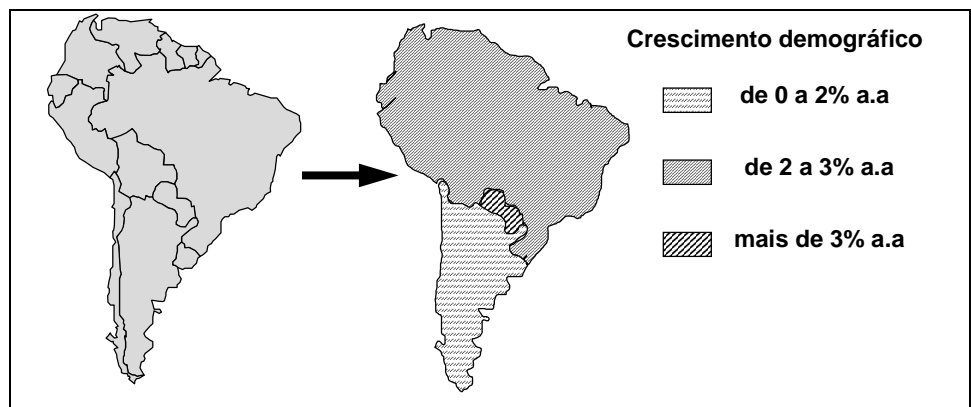 Crescimento demográfico
de 0 a 2% a.a
de 2 a 3% a.a
mais de 3% a.a